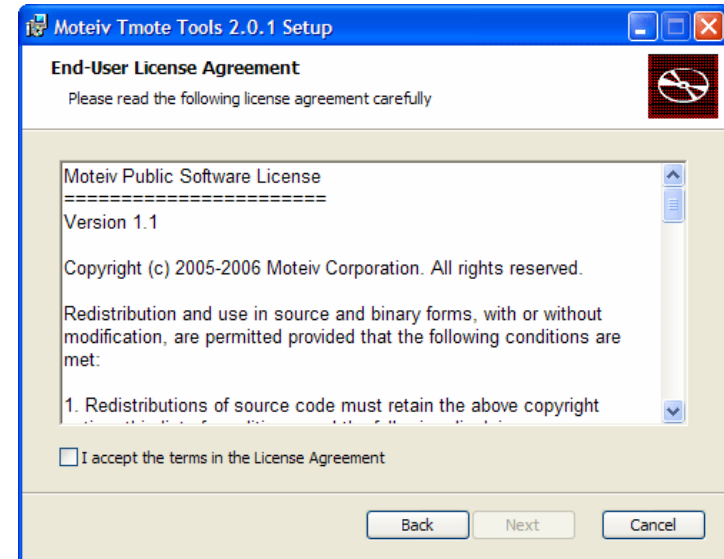 Moteiv Tmote Tools 2.0.1 Setup
End-User License Agreement
Please read the following license agreement carefully
Moteiv Public Software License
=======================
Version 1.1
Copyright (c) 2005-2006 Moteiv Corporation. All rights reserved.
Redistribution and use in source and binary forms, with or without
modification, are permitted provided that the following conditions are
met:
1. Redistributions of source code must retain the above copyright
I accept the terms in the License Agreement
Back Next Cancel